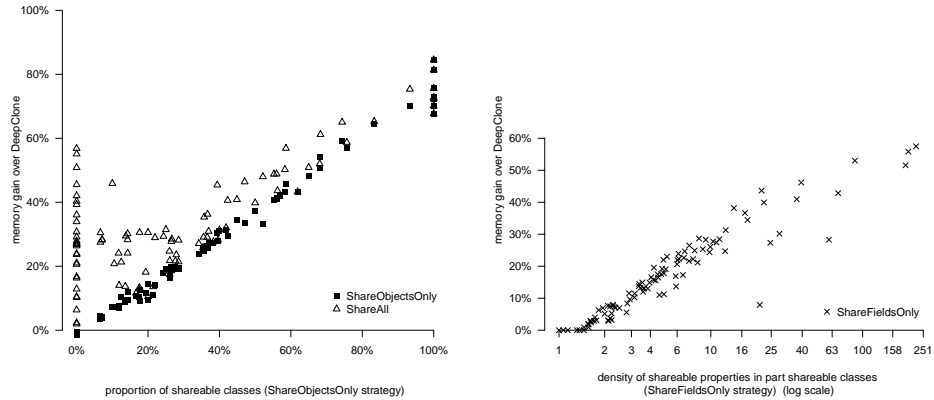 100%
80%
60%
40%
20%
0%
memory gain over DeepClone
ShareObjectsOnly
ShareAll
0% 20% 40% 60% 80% 100%
proportion of shareable classes (ShareObjectsOnly strategy)
60%
50%
40%
30%
20%
10%
0%
memory gain over DeepClone
ShareFieldsOnly
1 2 3 4 6 10 16 25 40 63 100 158 251
density of shareable properties in part shareable classes
(ShareFieldsOnly strategy) (log scale)